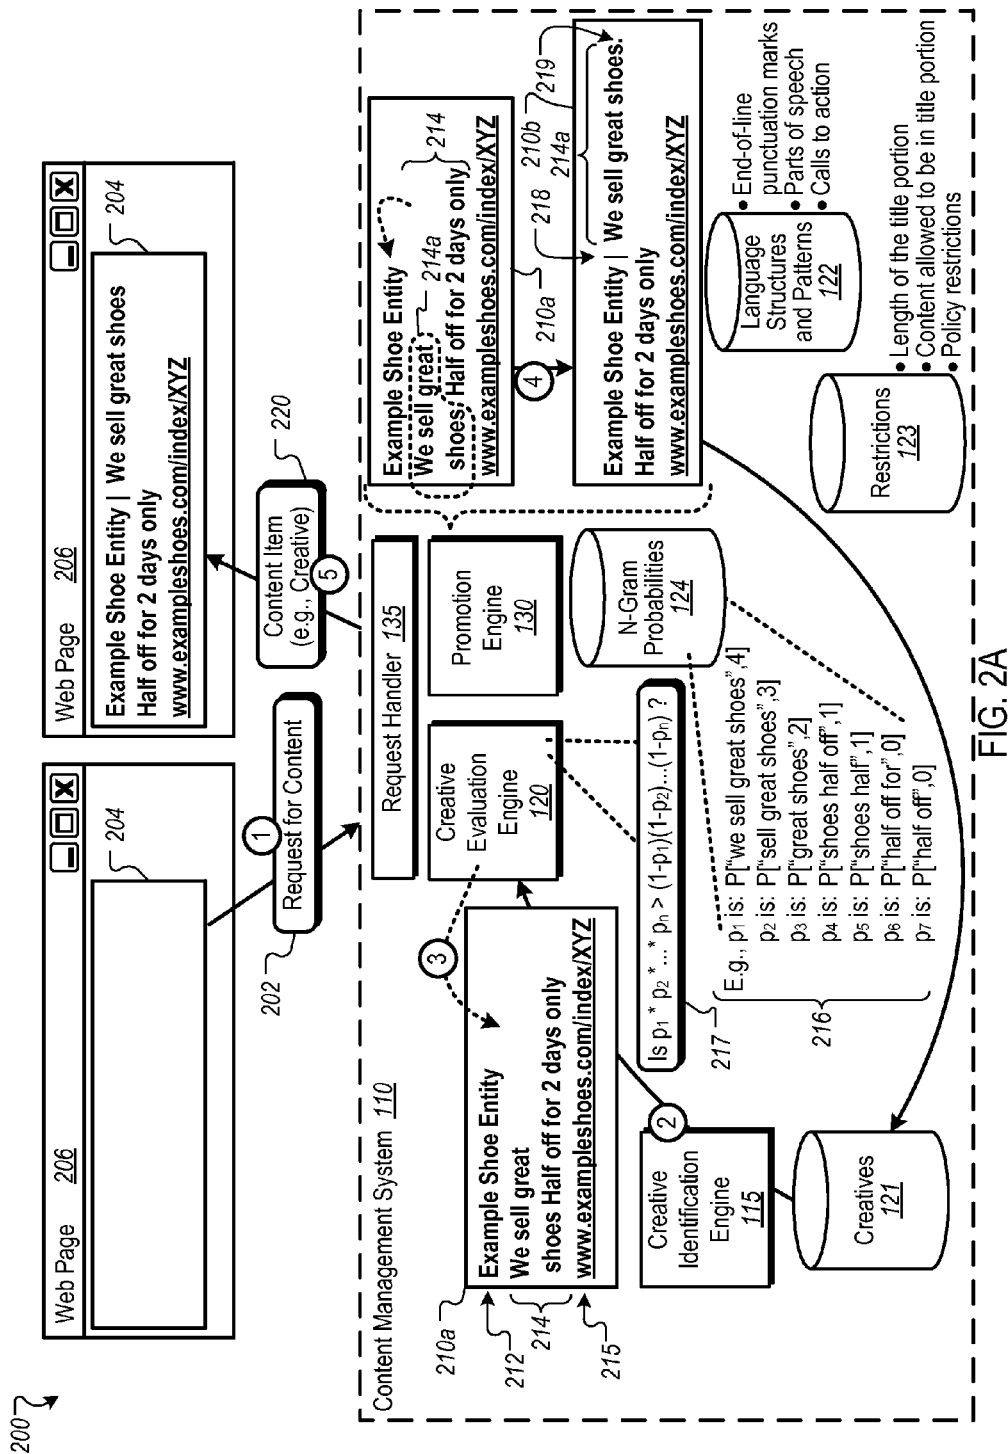 200
Web Page 206
204
1
Request for Content
202
Web Page 206
204
Example Shoe Entity | We sell great shoes
Half off for 2 days only
www.exampleshoes.com/index/XYZ
Content Item
(e.g., Creative)
5
220
Content Management System 110
Request Handler 135
210a
212
214
215
Example Shoe Entity
We sell great
shoes Half off for 2 days only
www.exampleshoes.com/index/XYZ
3
Creative
Evaluation
Engine
120
Promotion
Engine
130
Example Shoe Entity
We sell great
shoes Half off for 2 days only
www.exampleshoes.com/index/XYZ
214
214a
210a
4
218
210b
214a
219
Example Shoe Entity | We sell great shoes.
Half off for 2 days only
www.exampleshoes.com/index/XYZ
2
Creative
Identification
Engine
115
Creatives
121
Is p1 * p2 * ... * pn > (1-p1)(1-p2)...(1-pn) ?
217
216
E.g., p1 is: P["we sell great shoes",4]
p2 is: P["sell great shoes",3]
p3 is: P["great shoes",2]
p4 is: P["shoes half off",1]
p5 is: P["shoes half",1]
p6 is: P["half off for",0]
p7 is: P["half off",0]
N-Gram
Probabilities
124
Language
Structures
and Patterns
122
• End-of-line
punctuation marks
• Parts of speech
• Calls to action
Restrictions
123
• Length of the title portion
• Content allowed to be in title portion
• Policy restrictions
FIG. 2A